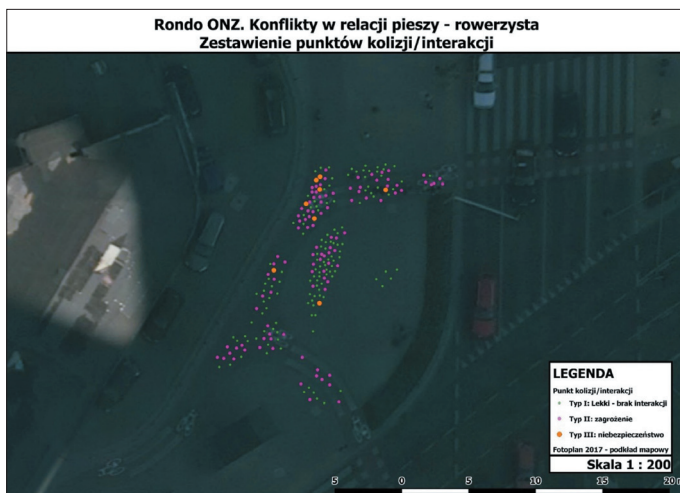 Rondo ONZ. Konflikty w relacji pieszy - rowerzysta
Zestawienie punktów kolizji/interakcji
LEGENDA
Punkt kolizji/interakcji
Typ I: Lekki - brak interakcji
Typ II: zagrożenie
Typ III: niebezpieczeństwo
Fotoplan 2017 - podkład mapowy
Skala 1 : 200
5 0 5 10 15 20 m